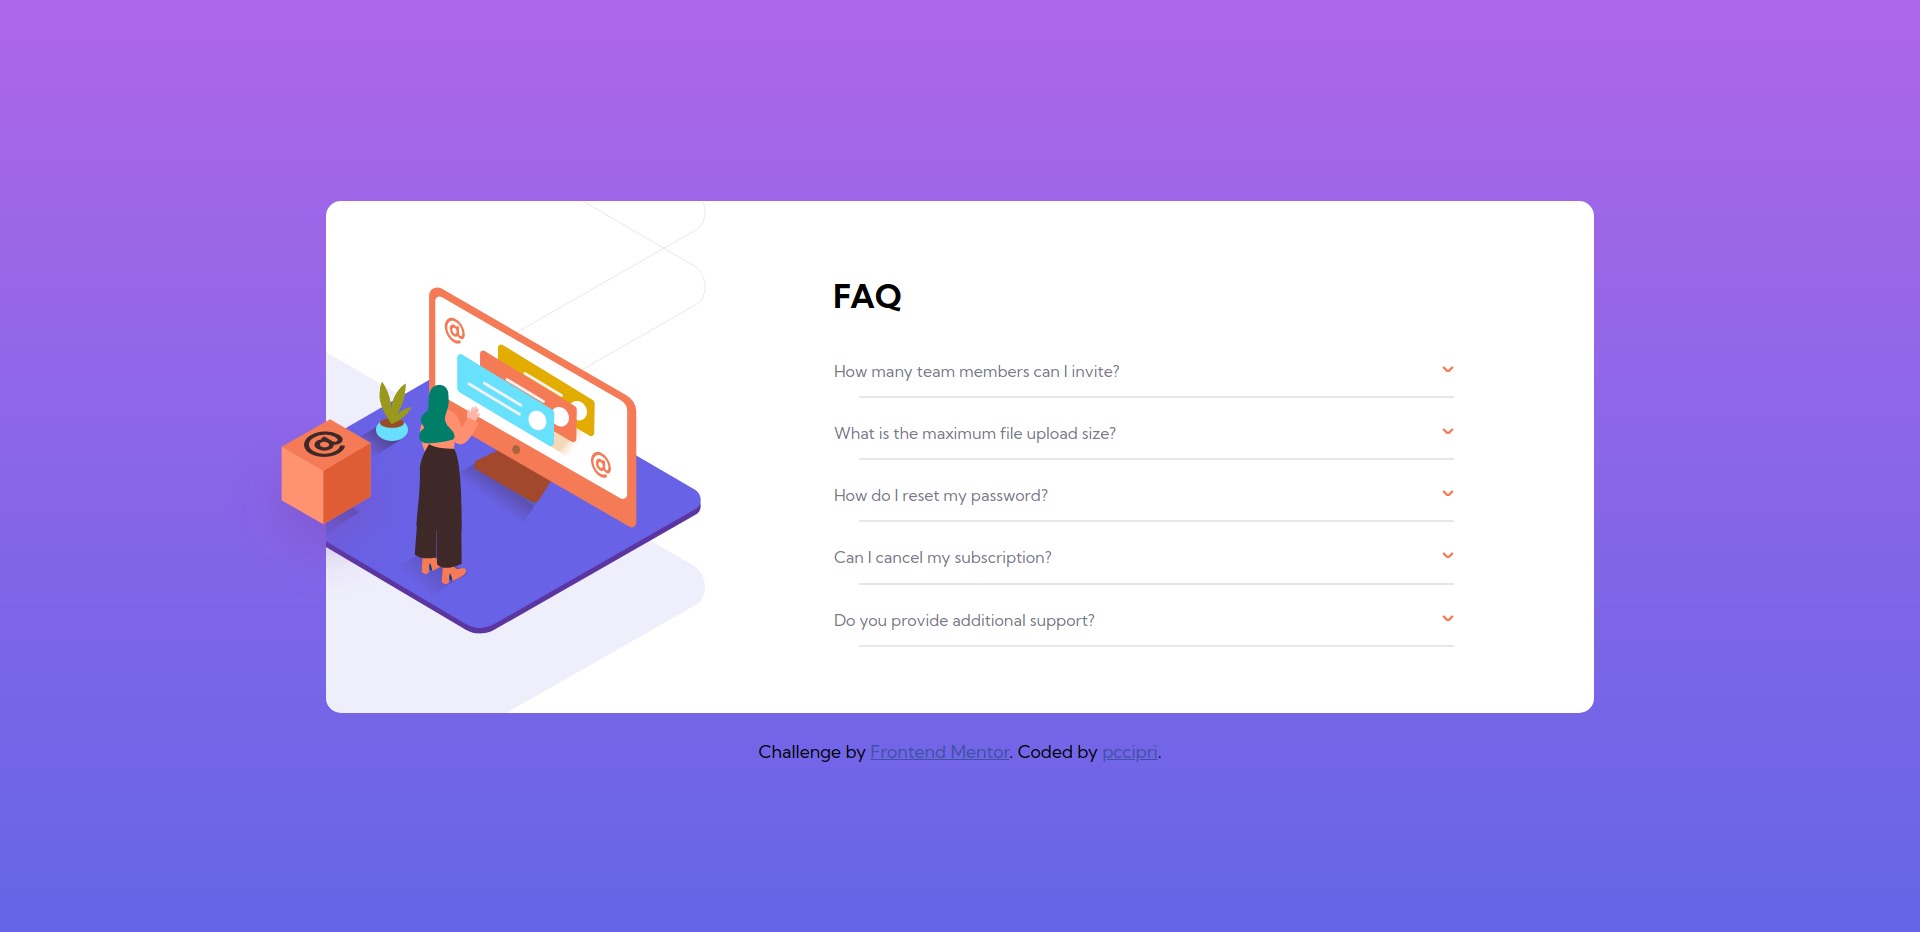 FAQ
How many team members can I invite?
What is the maximum file upload size?
How do I reset my password?
Can I cancel my subscription?
Do you provide additional support?
@
@
@
Challenge by Frontend Mentor. Coded by pccipri.